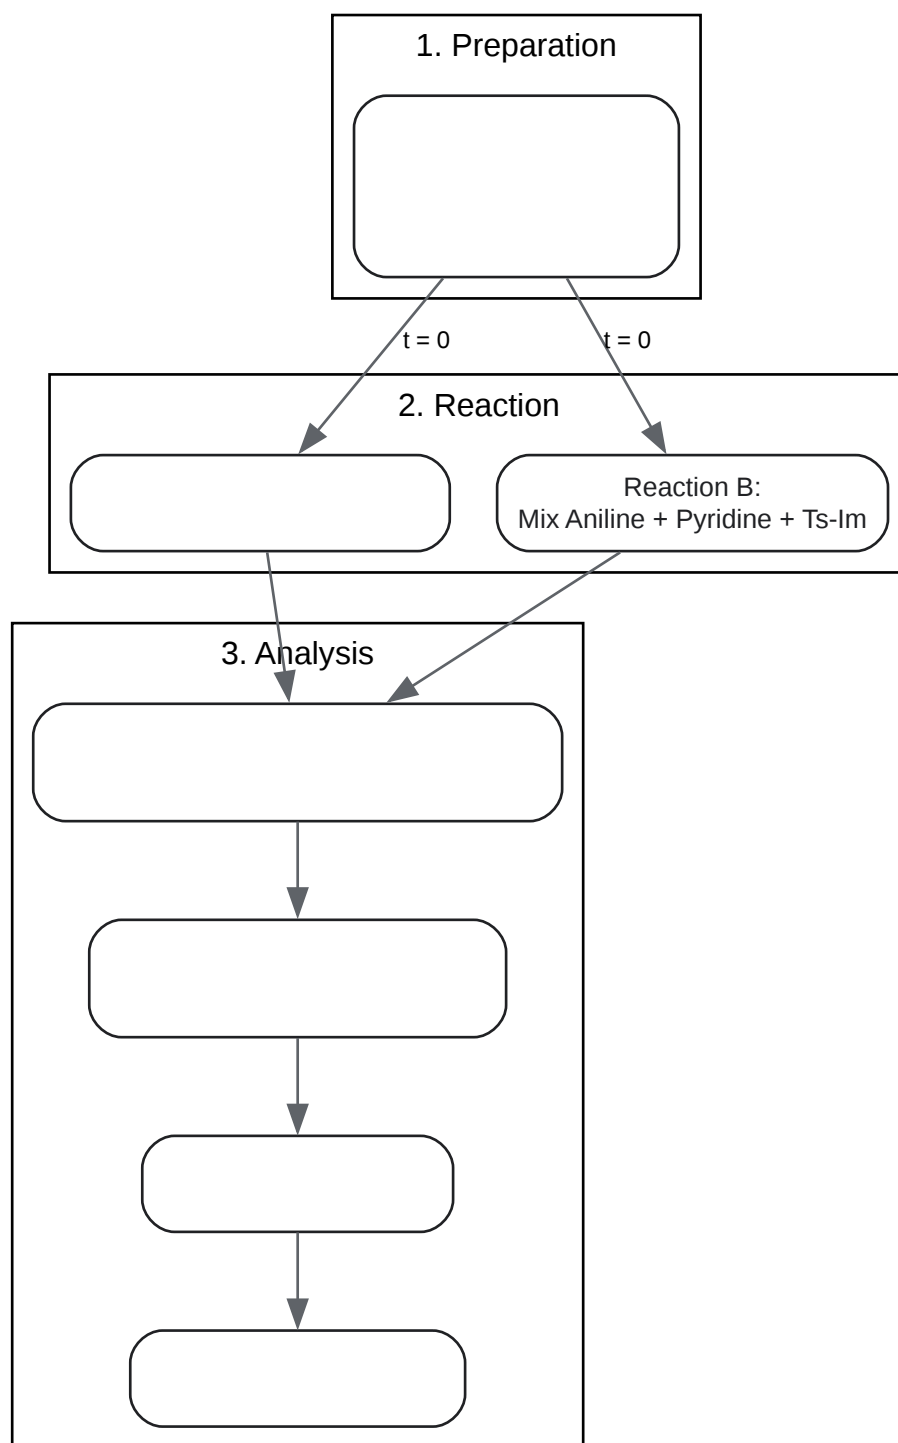 1. Preparation
t = 0
t = 0
2. Reaction
Reaction B:
Mix Aniline + Pyridine + Ts-Im
3. Analysis